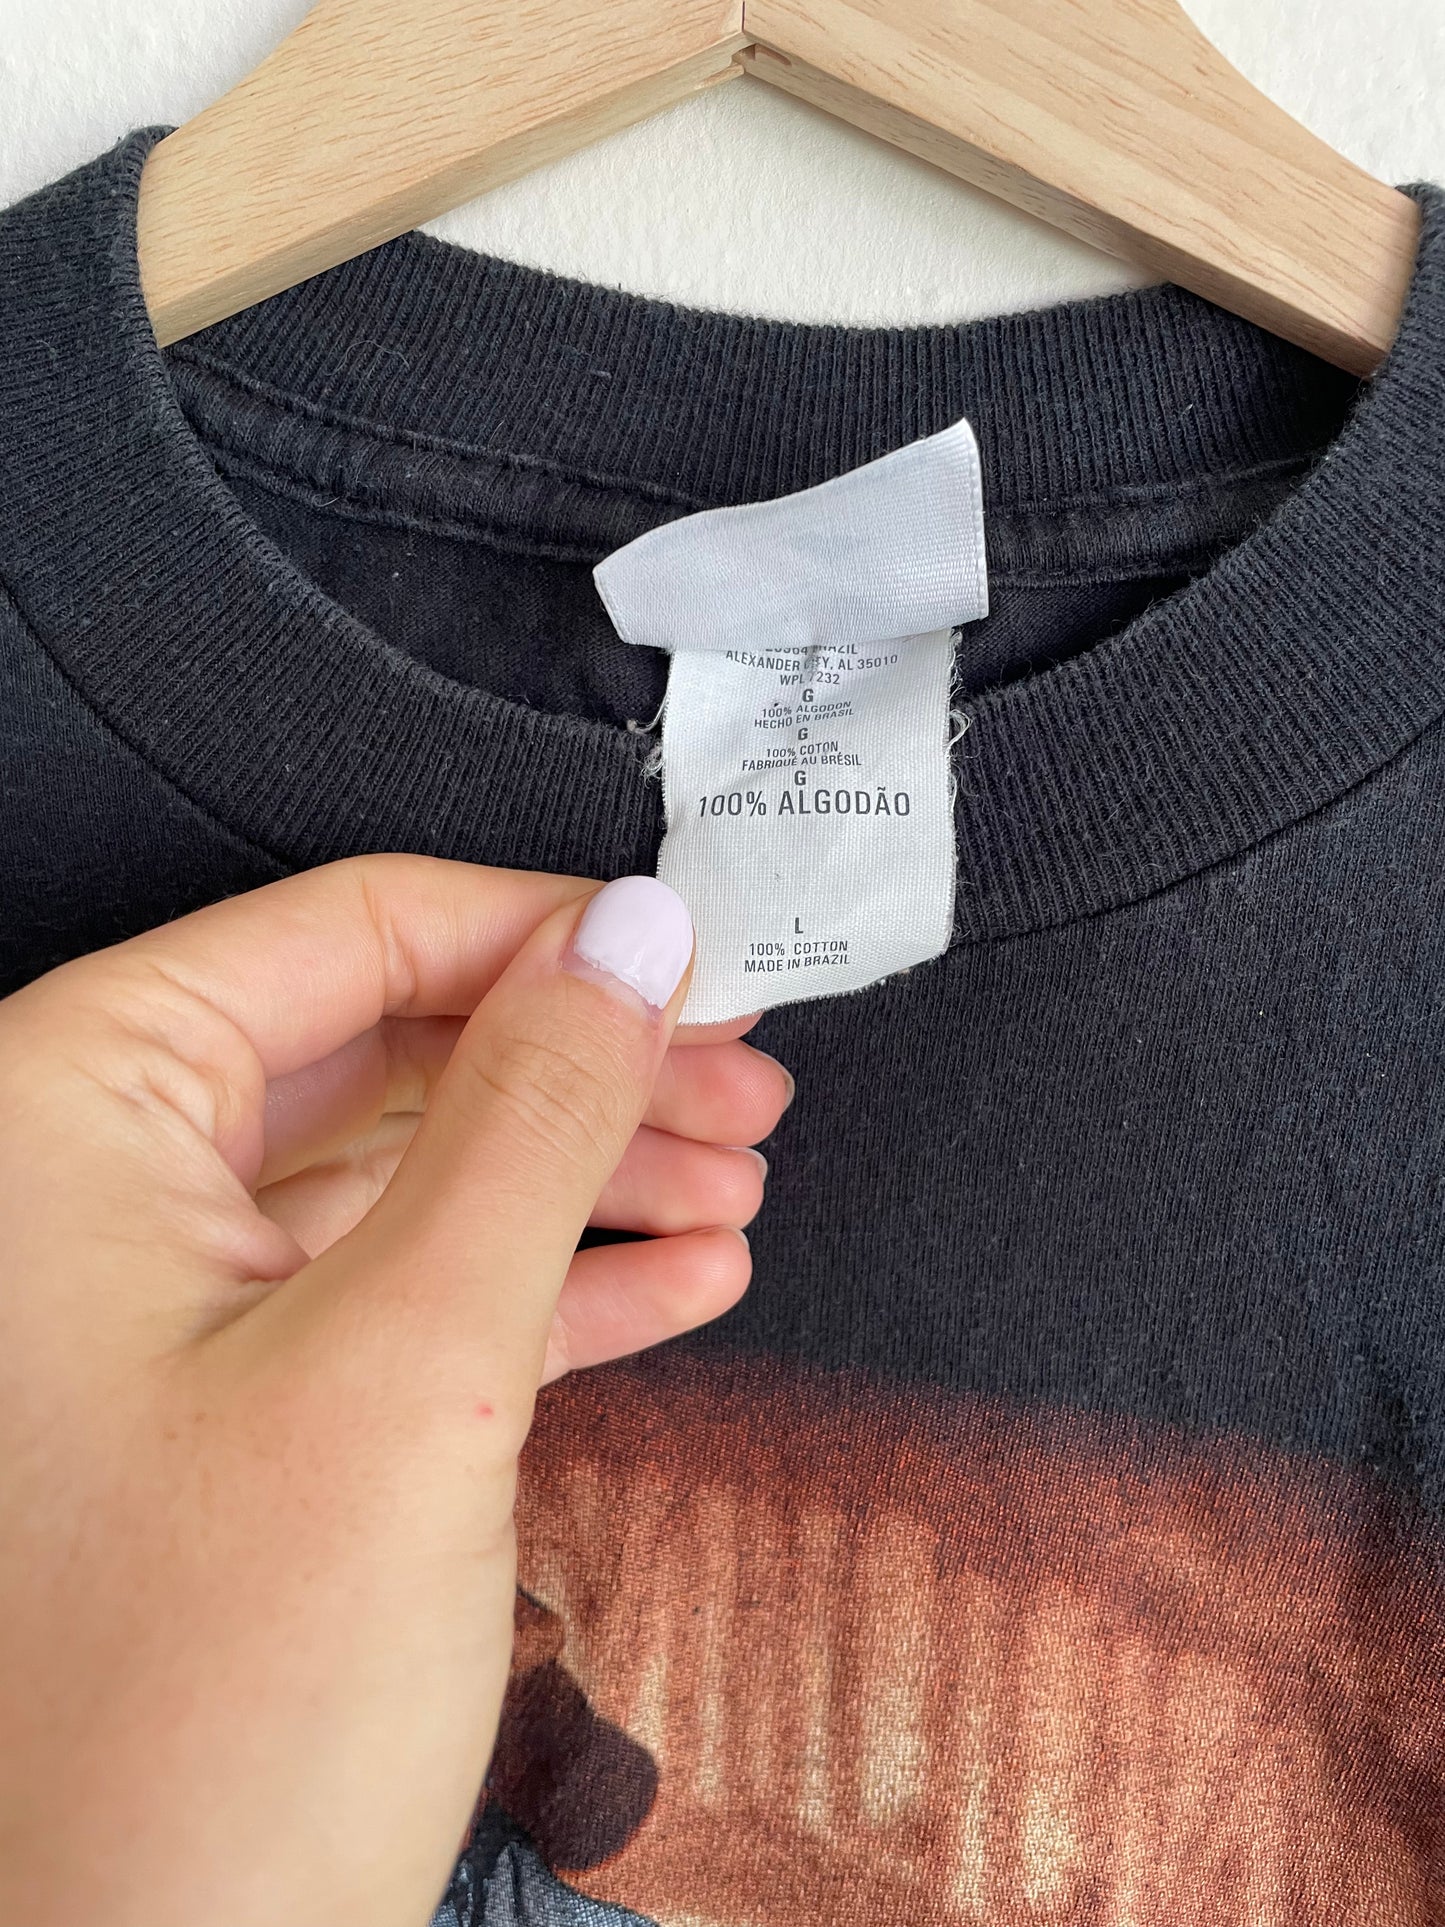 BRAZIL
ALEXANDER CITY, AL 35010
WPL 7232
G
100% ALGODON
HECHO EN BRASIL
G
100% COTON
FABRIQUÉ AU BRÉSIL
G
100% ALGODÃO
L
100% COTTON
MADE IN BRAZIL